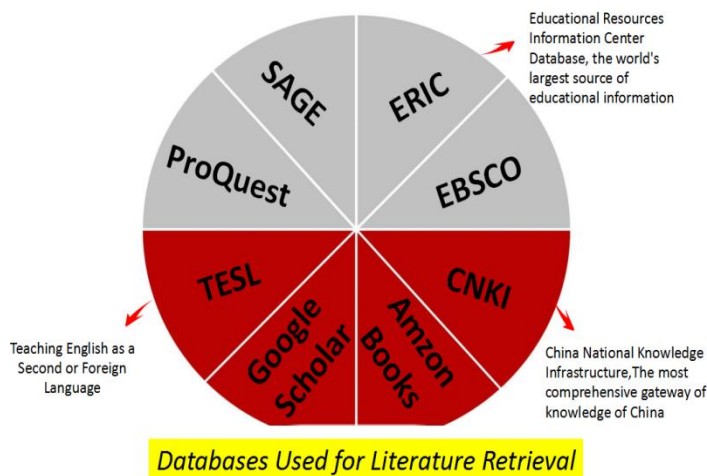 Educational Resources
Information Center
Database, the world's
largest source of
educational information
SAGE
ERIC
ProQuest
EBSCO
TESL
CNKI
Google
Scholar
Amzon
Books
Teaching English as a
Second or Foreign
Language
China National Knowledge
Infrastructure,The most
comprehensive gateway of
knowledge of China
Databases Used for Literature Retrieval